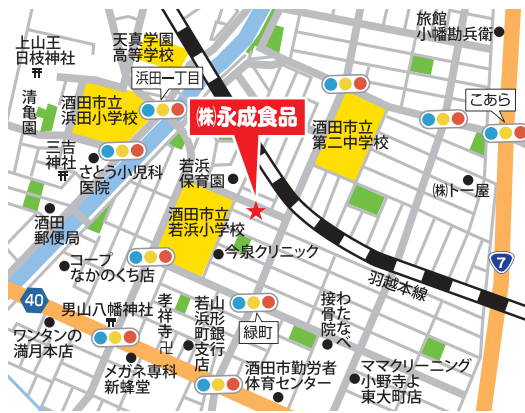 上山王
日枝神社
天真学園
高等学校
旅館
小幡勘兵衛
浜田一丁目
清亀園
酒田市立
浜田小学校
㈱永成食品
酒田市立
第二中学校
こあら
三吉
神社
さとう小児科
医院
若浜
保育園
㈱ト一屋
酒田
郵便局
酒田市立
若浜小学校
今泉クリニック
7
コープ
なかのくち店
羽越本線
40
男山八幡神社
孝祥寺
山形銀行
若浜町支店
緑町
わたなべ
接骨院
ワンタンの
満月本店
メガネ専科
新蜂堂
酒田市勤労者
体育センター
ママクリーニング
小野寺よ
東大町店